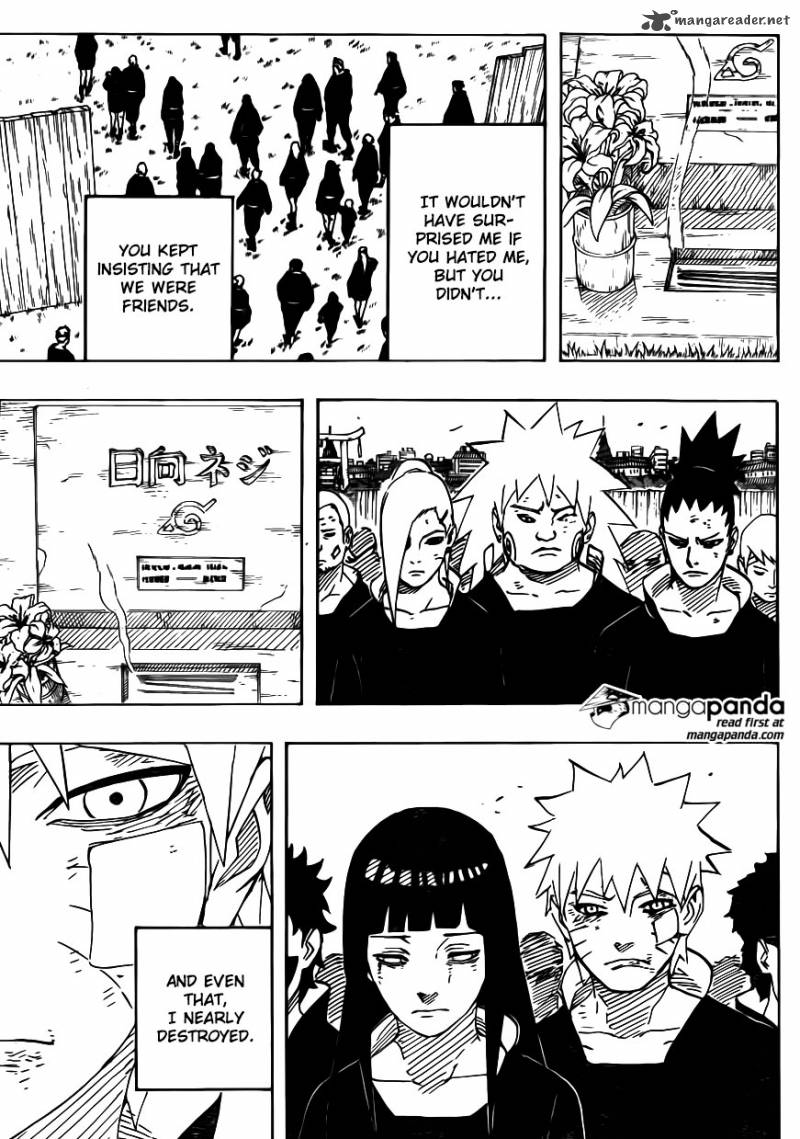 mangareader.net
IT WOULDN'T
HAVE SUR-
PRISED ME IF
YOU HATED ME,
BUT YOU
DIDN'T...
YOU KEPT
INSISTING THAT
WE WERE
FRIENDS.
日向ネジ
mangapanda
read first at
mangapanda.com
AND EVEN
THAT,
I NEARLY
DESTROYED.